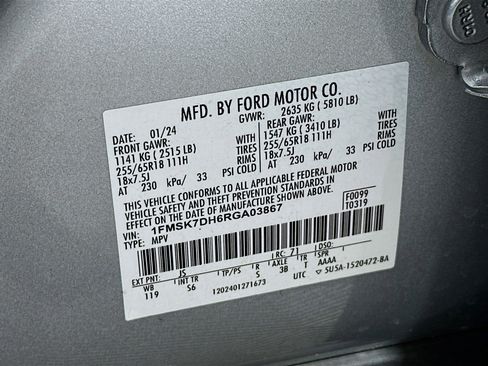 MFD. BY FORD MOTOR CO.
DATE: 01/24 GVWR: 2635 KG ( 5810 LB)
FRONT GAWR: WITH REAR GAWR: WITH
1141 KG ( 2515 LB) TIRES 1547 KG ( 3410 LB) TIRES
255/65R18 111H RIMS 255/65R18 111H RIMS
18x7.5J 18x7.5J
AT 230 kPa/ 33 PSI COLD AT 230 kPa/ 33 PSI COLD
THIS VEHICLE CONFORMS TO ALL APPLICABLE FEDERAL MOTOR
VEHICLE SAFETY AND THEFT PREVENTION STANDARDS IN
EFFECT ON THE DATE OF MANUFACTURE SHOWN ABOVE.
VIN: 1FMSK7DH6RGA03867 F0099
TYPE: MPV T0319
EXT PNT: JS RC: 71 DSO:
WB INT TR TP/PS R AXLE TR SPR
119 S6 S 3B T AAAA
UTC 5U5A-1520472-BA
1202401271673